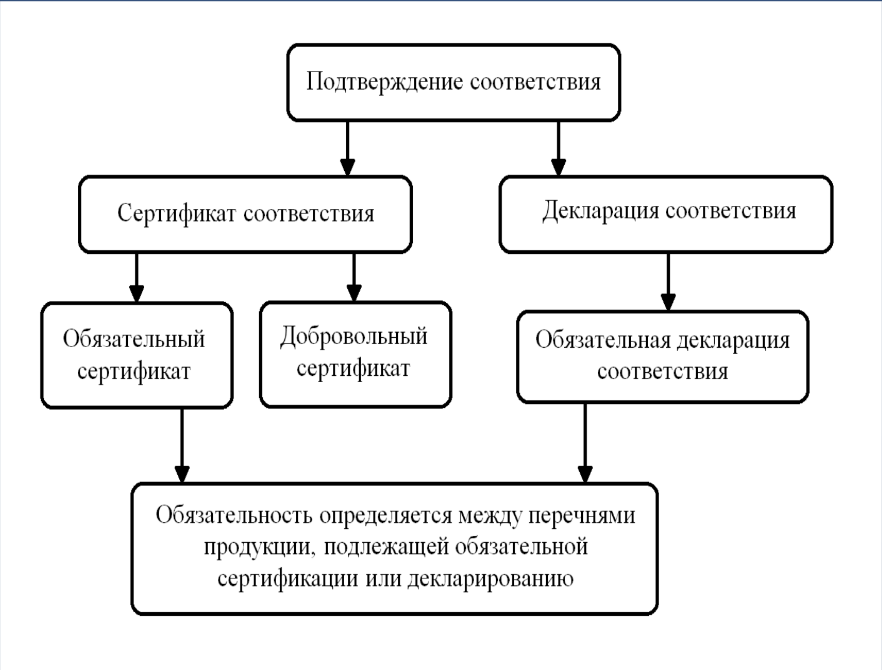 Подтверждение соответствия
Сертификат соответствия
Декларация соответствия
Обязательный
сертификат
Добровольный
сертификат
Обязательная декларация
соответствия
Обязательность определяется между перечнями
продукции, подлежащей обязательной
сертификации или декларированию